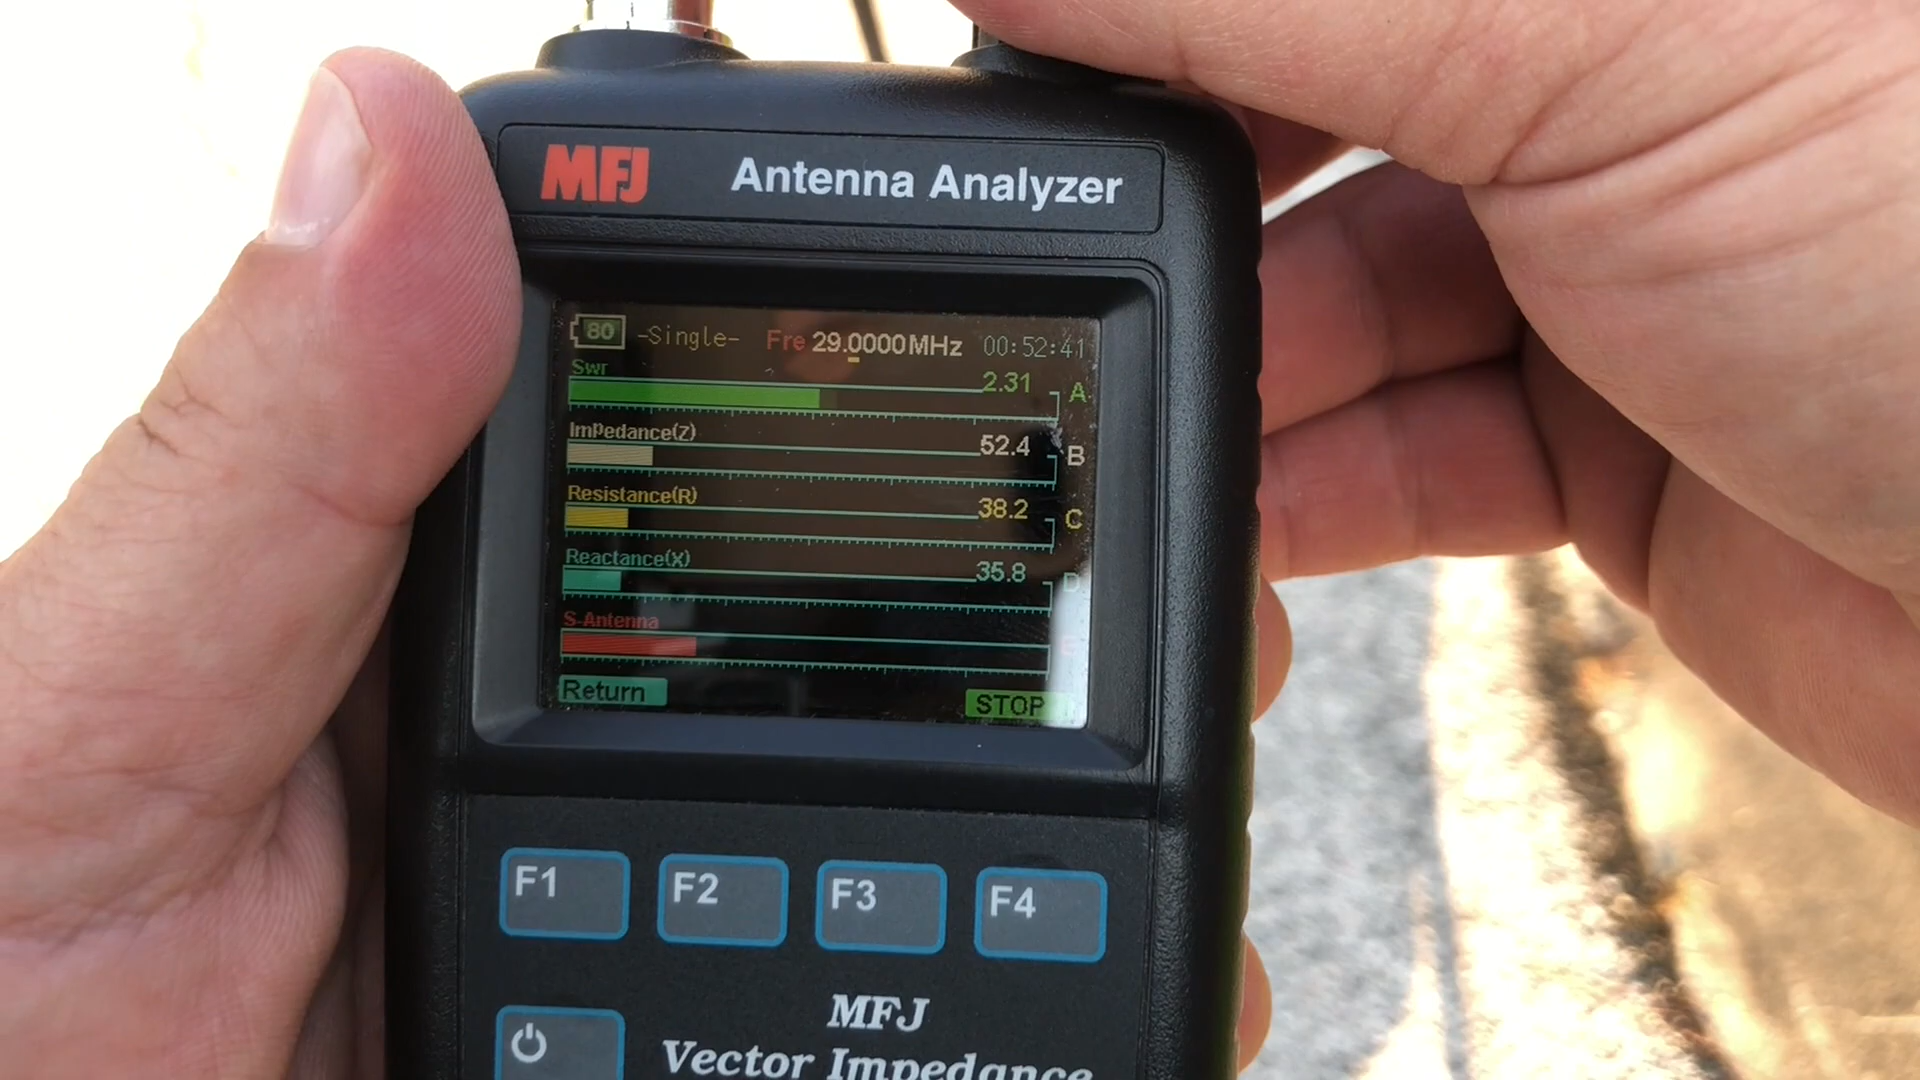 MFJ Antenna Analyzer
80 -Single- Fre 29.0000MHz 00:52:41
Swr 2.31 A
Impedance(Z) 52.4 B
Resistance(R) 38.2 C
Reactance(X) 35.8 D
S-Antenna E
Return STOP
F1 F2 F3 F4
MFJ
Vector Impedance